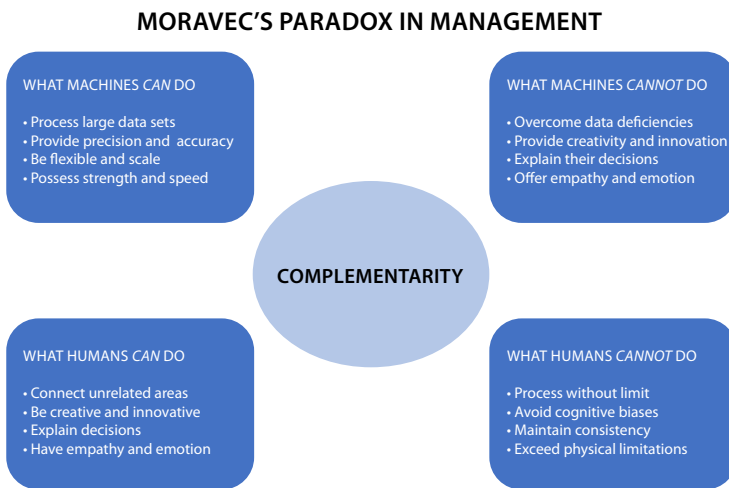 MORAVEC'S PARADOX IN MANAGEMENT
WHAT MACHINES CAN DO
• Process large data sets
• Provide precision and accuracy
• Be flexible and scale
• Possess strength and speed
WHAT MACHINES CANNOT DO
• Overcome data deficiencies
• Provide creativity and innovation
• Explain their decisions
• Offer empathy and emotion
COMPLEMENTARITY
WHAT HUMANS CAN DO
• Connect unrelated areas
• Be creative and innovative
• Explain decisions
• Have empathy and emotion
WHAT HUMANS CANNOT DO
• Process without limit
• Avoid cognitive biases
• Maintain consistency
• Exceed physical limitations